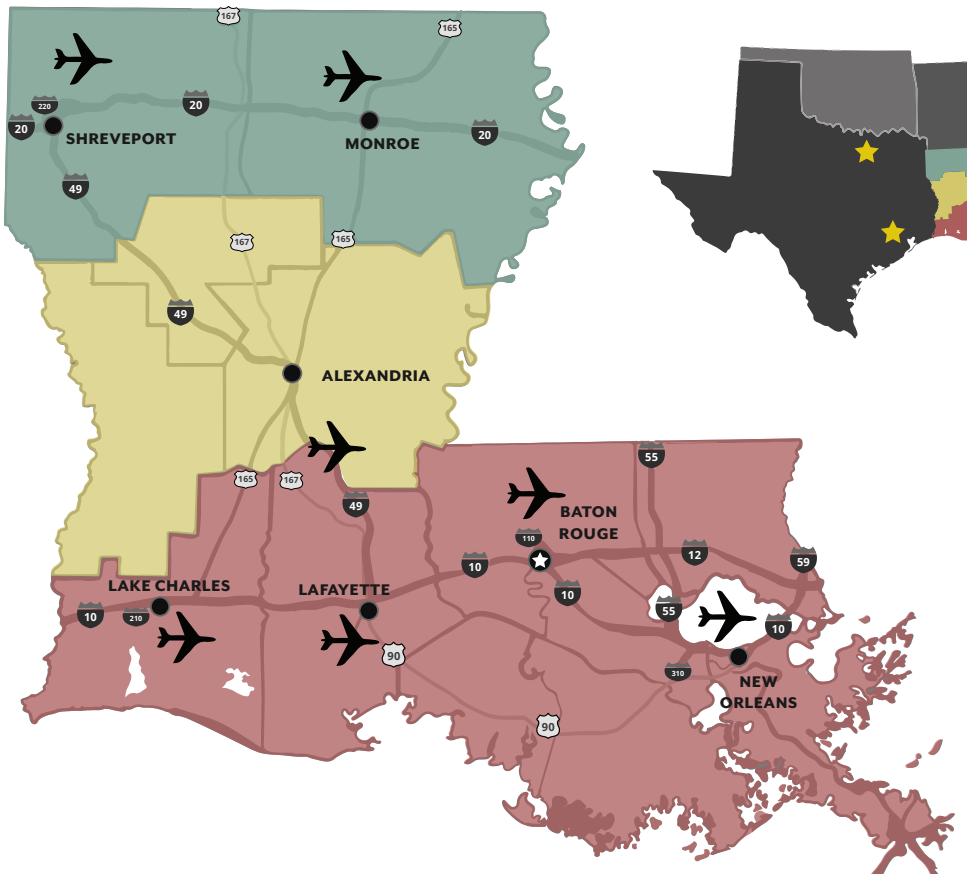 167
165
220
20
20
20
SHREVEPORT
MONROE
49
167
165
49
ALEXANDRIA
55
165
167
49
BATON
ROUGE
110
10
12
59
LAKE CHARLES
LAFAYETTE
10
10
210
55
10
90
310
NEW
ORLEANS
90